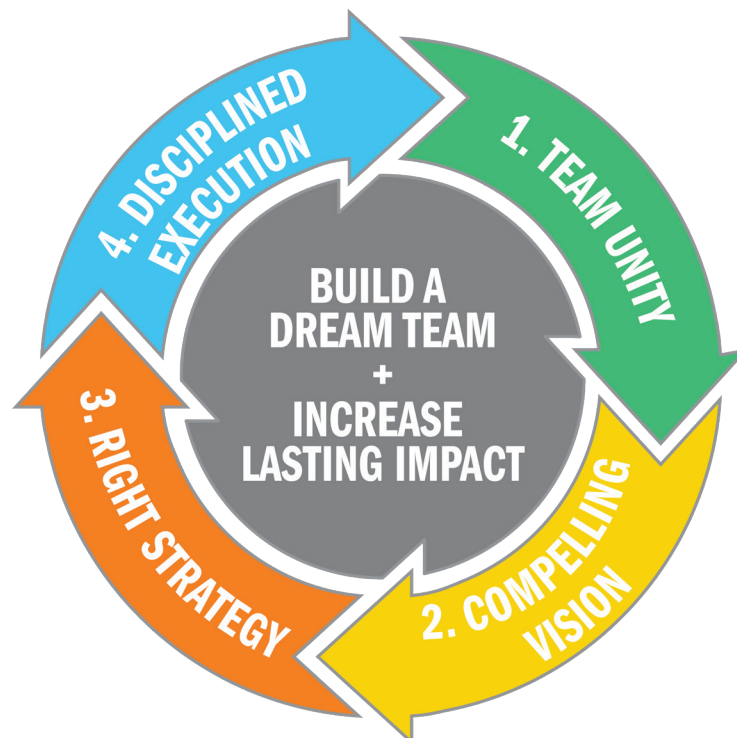 1. TEAM UNITY
2. COMPELLING
VISION
3. RIGHT STRATEGY
4. DISCIPLINED
EXECUTION
BUILD A
DREAM TEAM
+
INCREASE
LASTING IMPACT